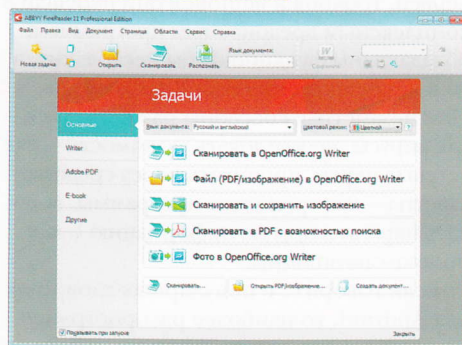 ABBYY FineReader 11 Professional Edition
Файл Правка Вид Документ Страница Области Сервис Справка
Язык документа:
Новая задача Открыть Сканировать Распознать Сохранить
Задачи
Основные
Язык документа: Русский и английский
Цветовой режим: Цветной
Writer
Сканировать в OpenOffice.org Writer
Adobe PDF
Файл (PDF/изображение) в OpenOffice.org Writer
E-book
Сканировать и сохранить изображение
Другие
Сканировать в PDF с возможностью поиска
Фото в OpenOffice.org Writer
Сканировать... Открыть PDF/изображение... Создать документ...
Показывать при запуске
Закрыть